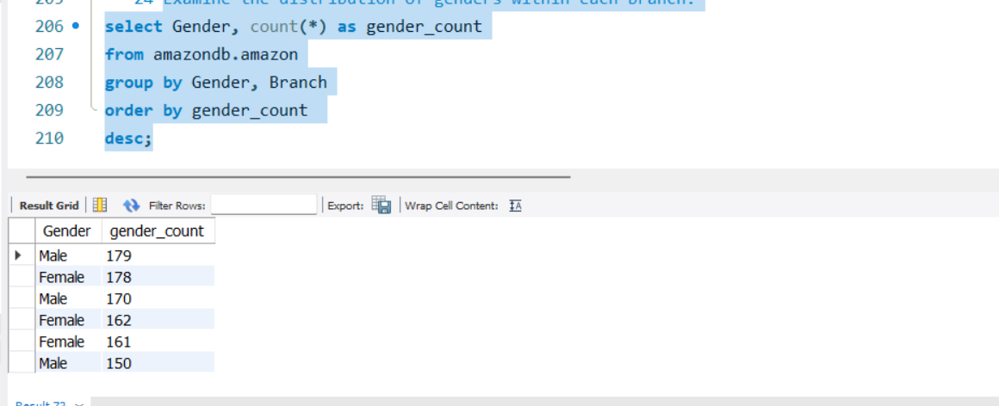 205 24 Examine the distribution of genders within each branch.
206 select Gender, count(*) as gender_count
207 from amazondb.amazon
208 group by Gender, Branch
209 order by gender_count
210 desc;
Result Grid Filter Rows: Export: Wrap Cell Content: IA
Gender gender_count
Male 179
Female 178
Male 170
Female 162
Female 161
Male 150
Result 73